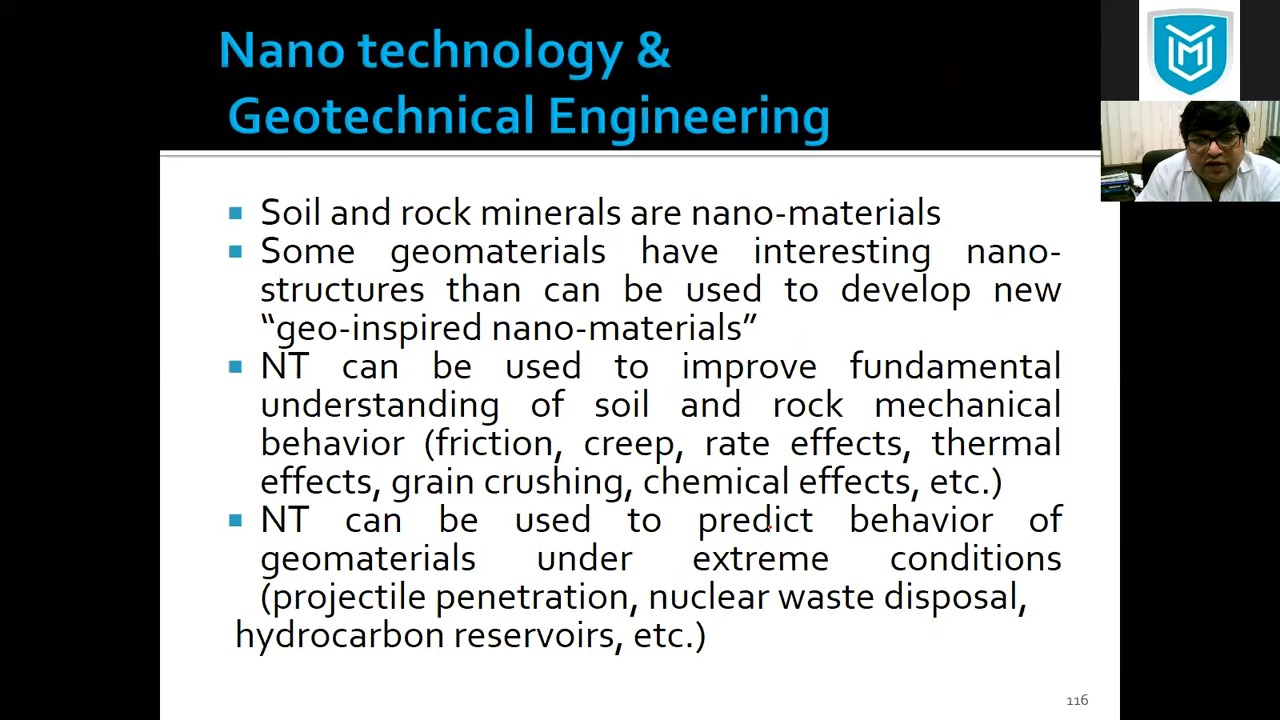 Nano technology &
Geotechnical Engineering
Soil and rock minerals are nano-materials
Some geomaterials have interesting nano-
structures than can be used to develop new
“geo-inspired nano-materials”
NT can be used to improve fundamental
understanding of soil and rock mechanical
behavior (friction, creep, rate effects, thermal
effects, grain crushing, chemical effects, etc.)
NT can be used to predict behavior of
geomaterials under extreme conditions
(projectile penetration, nuclear waste disposal,
hydrocarbon reservoirs, etc.)
116